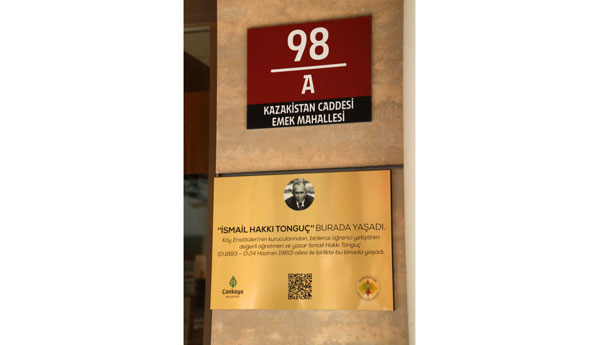 98
A
KAZAKİSTAN CADDESİ
EMEK MAHALLESİ
"İSMAİL HAKKI TONGUÇ" BURADA YAŞADI.
Köy Enstitüleri'nin kurucularından, binlerce öğrenci yetiştiren
değerli öğretmen ve yazar İsmail Hakkı Tonguç
(D.1893 - Ö.24 Haziran 1960) ailesi ile birlikte bu binada yaşadı.
Çankaya